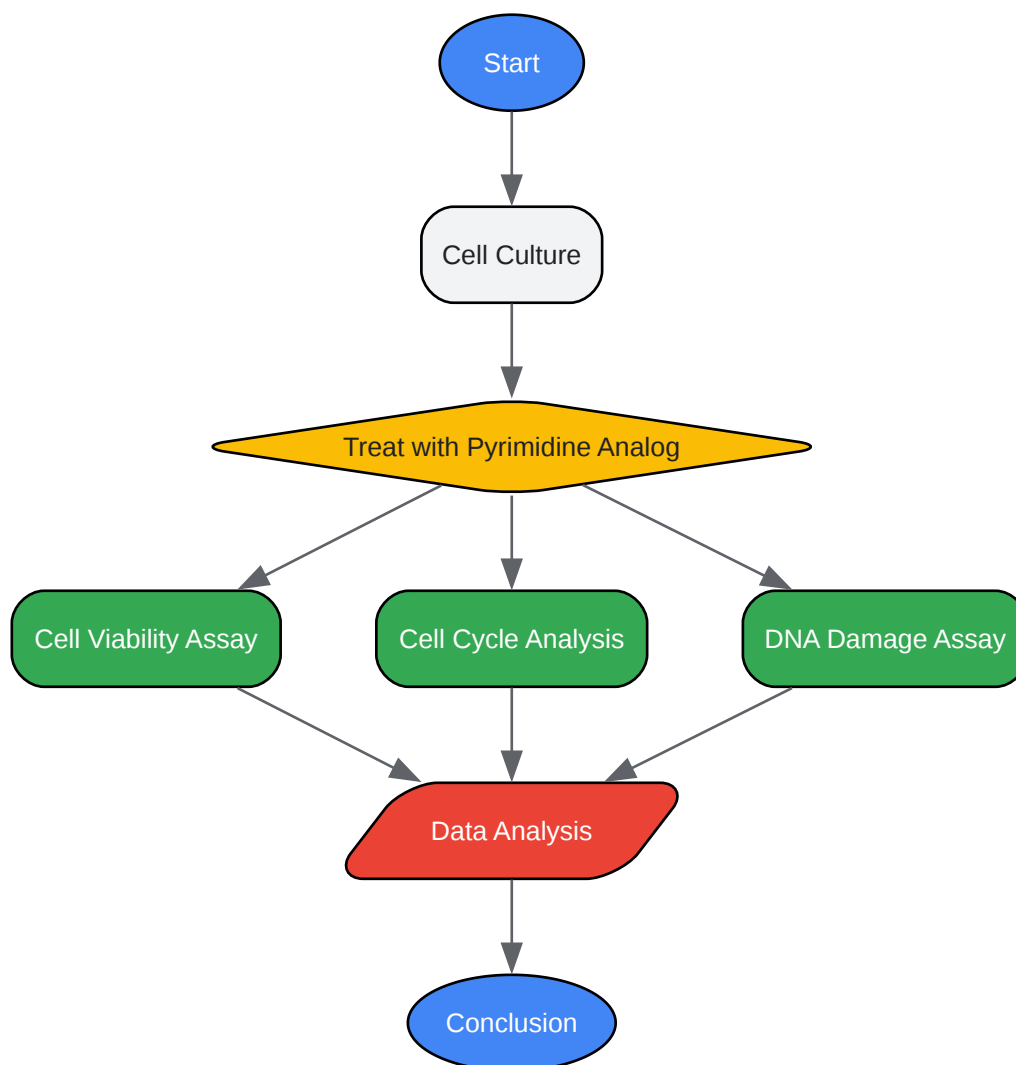 Start
Cell Culture
Treat with Pyrimidine Analog
Cell Viability Assay
Cell Cycle Analysis
DNA Damage Assay
Data Analysis
Conclusion